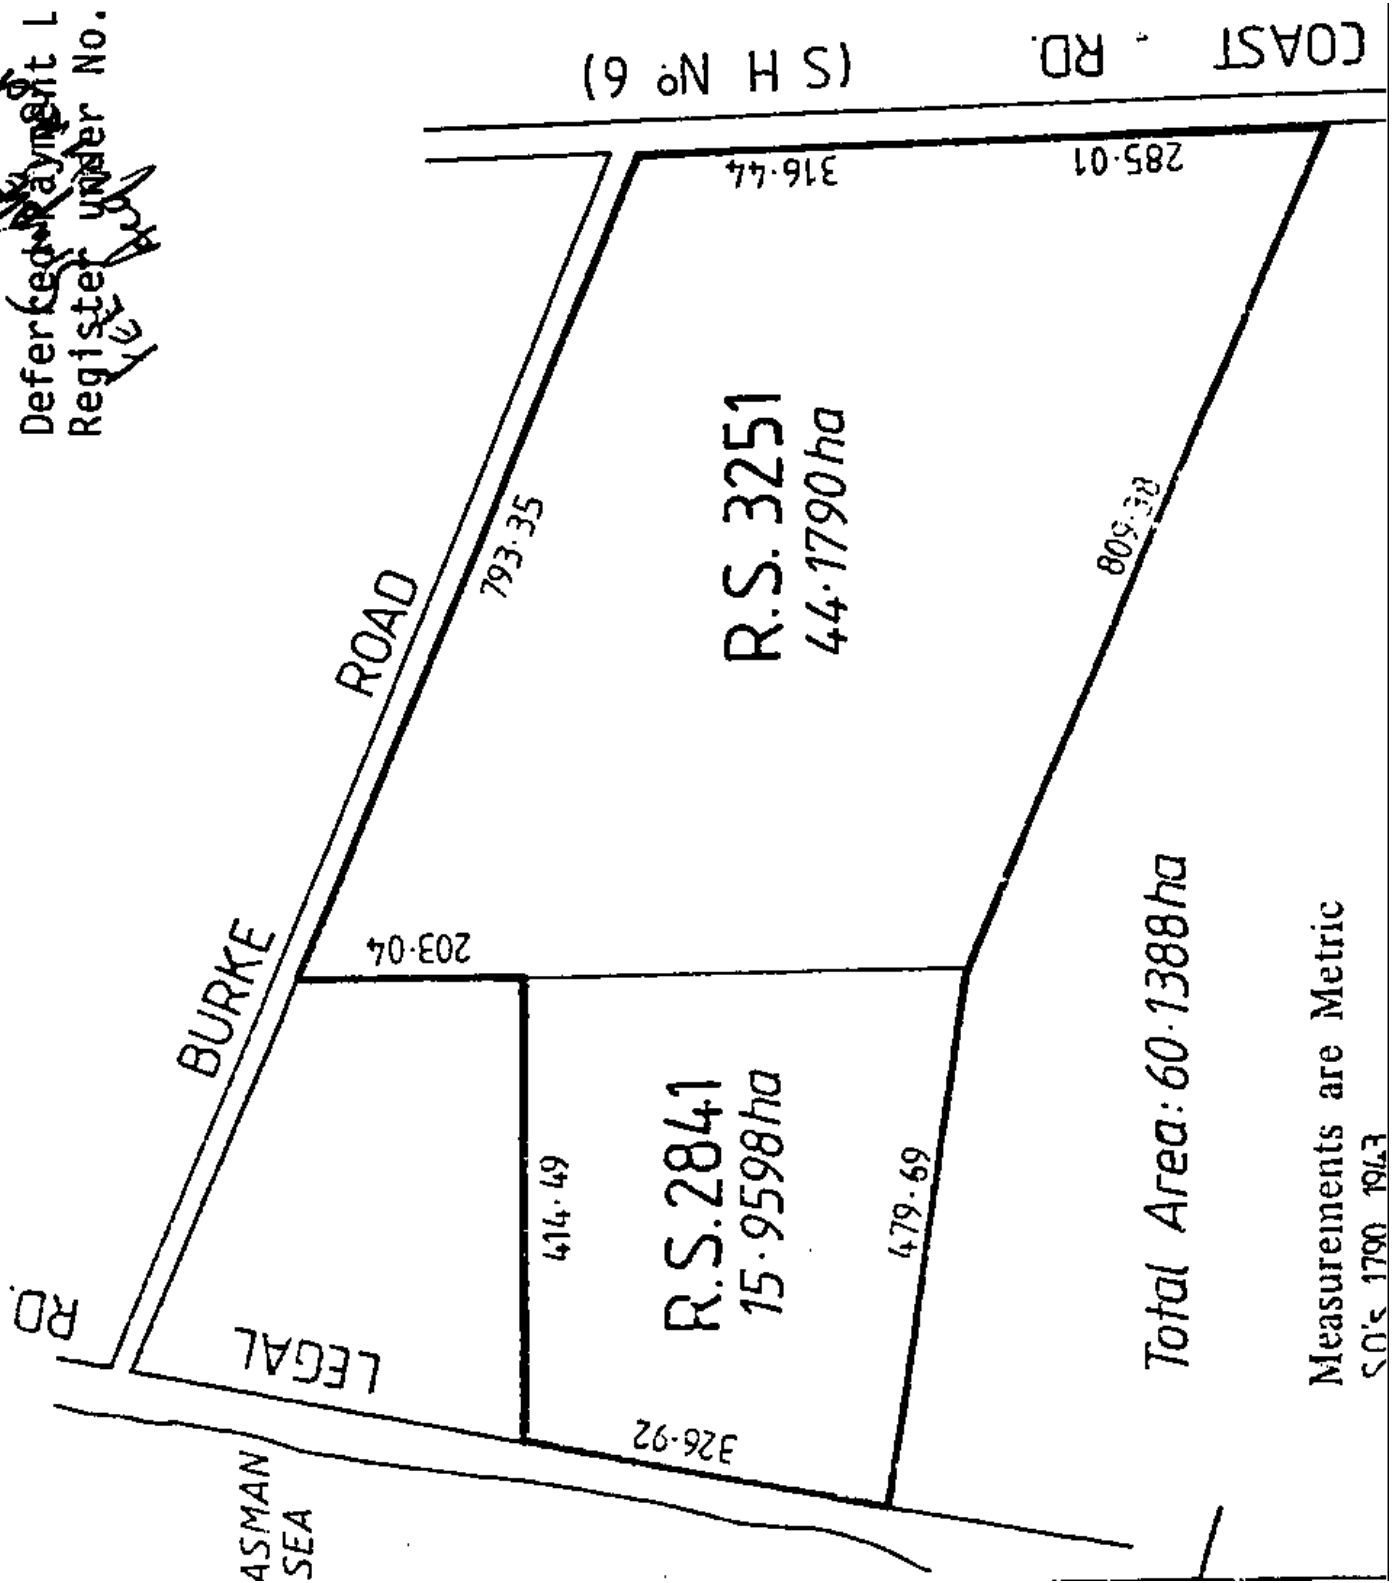 Deferred Payment L
Register under No.
COAST RD.
(S H No 6)
316·44
285·01
BURKE ROAD
793·35
R.S. 3251
44·1790ha
809·38
203·04
414·49
R.S. 2841
15·9598ha
479·69
326·92
LEGAL RD.
ASMAN
SEA
Total Area: 60·1388ha
Measurements are Metric
S.O's 1790 1943